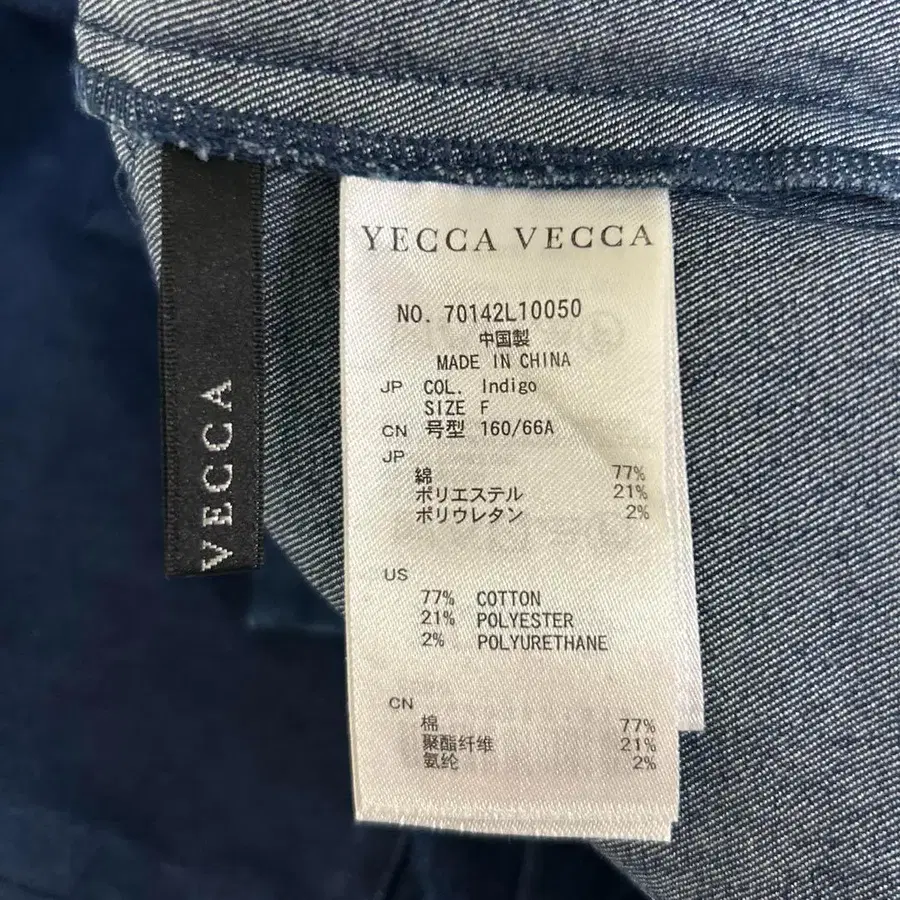 YECCA VECCA
NO. 70142L10050
中国製
MADE IN CHINA
JP COL. Indigo
SIZE F
CN 号型 160/66A
JP
綿 77%
ポリエステル 21%
ポリウレタン 2%
US
77% COTTON
21% POLYESTER
2% POLYURETHANE
CN
棉 77%
聚酯纤维 21%
氨纶 2%
VECCA